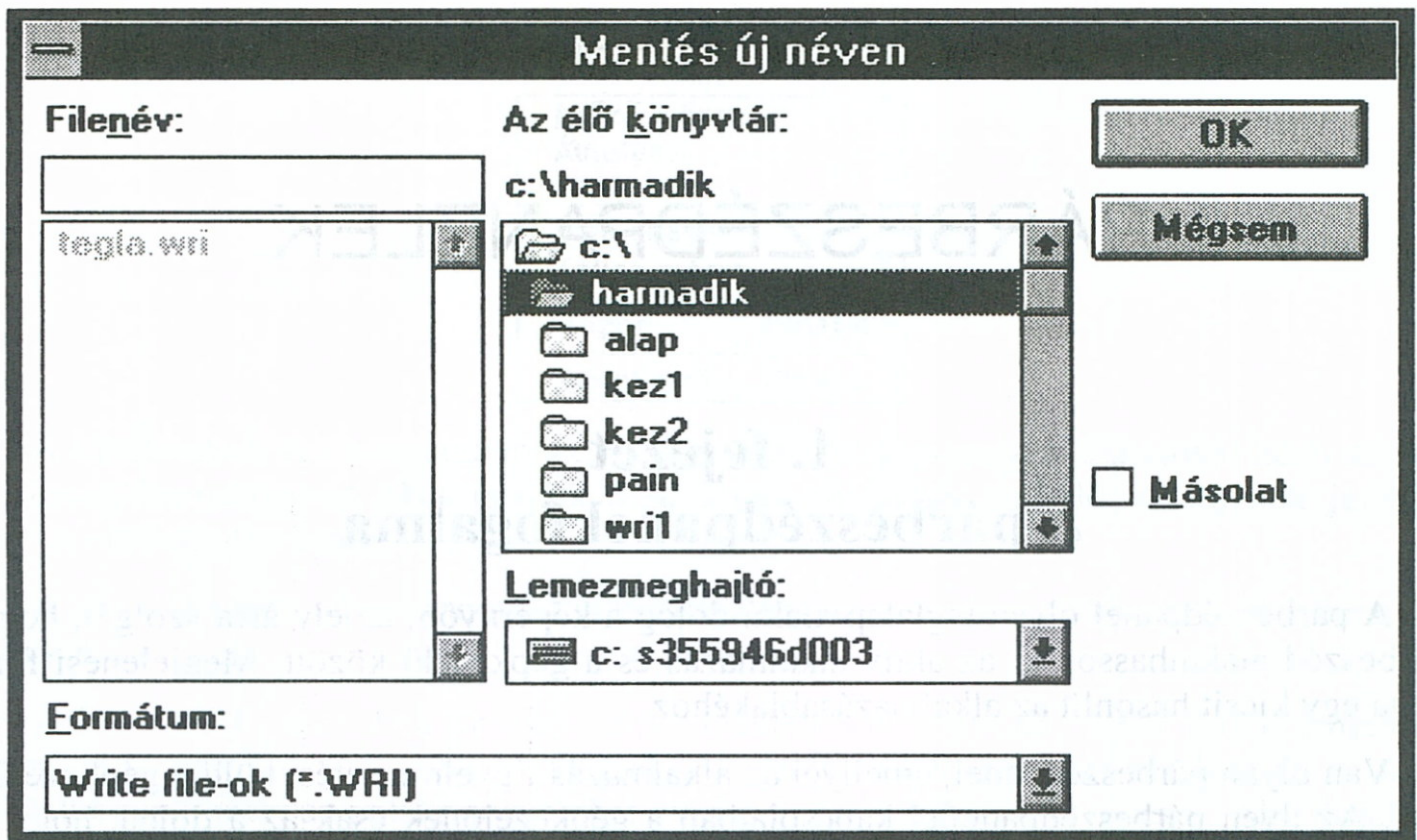 Mentés új néven
Filenév:
tegla.wri
Az élő könyvtár:
c:\harmadik
c:\
harmadik
alap
kez1
kez2
pain
wri1
Lemezmeghajtó:
c: s355946d003
Formátum:
Write file-ok (*.WRI)
OK
Mégsem
Másolat